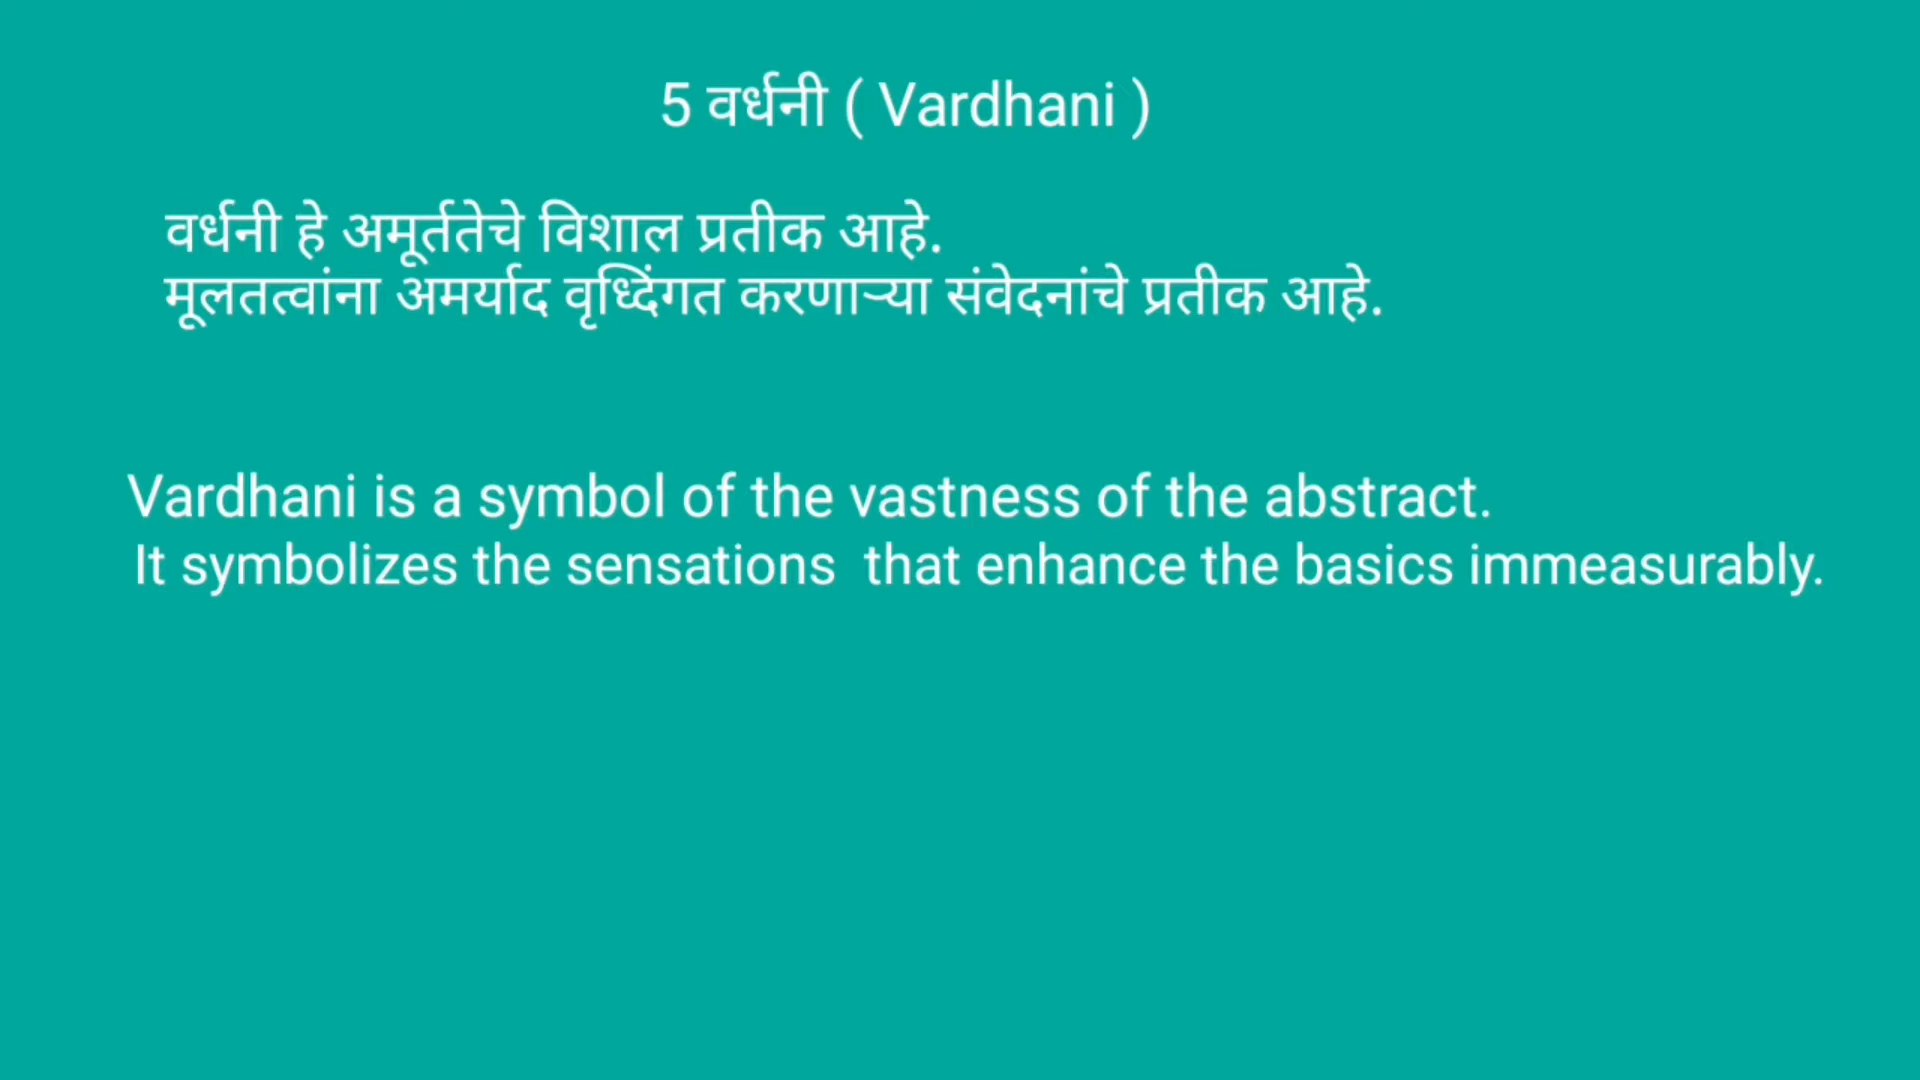 5 वर्धनी ( Vardhani )
वर्धनी हे अमूर्ततेचे विशाल प्रतीक आहे.
मूलतत्वांना अमर्याद वृध्दिंगत करणाऱ्या संवेदनांचे प्रतीक आहे.
Vardhani is a symbol of the vastness of the abstract.
It symbolizes the sensations  that enhance the basics immeasurably.